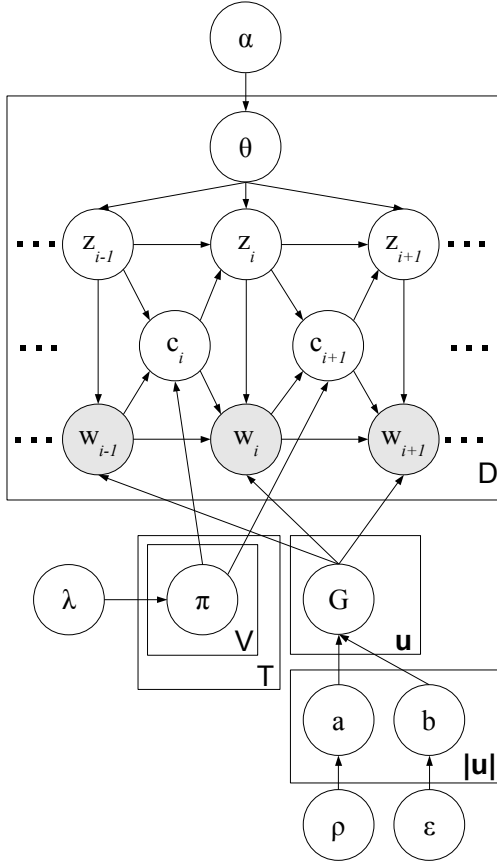 α
θ
... z_{i-1} z_i z_{i+1} ...
... c_i c_{i+1} ...
... w_{i-1} w_i w_{i+1} ...
D
λ π G
V u
T
a b
|u|
ρ ε